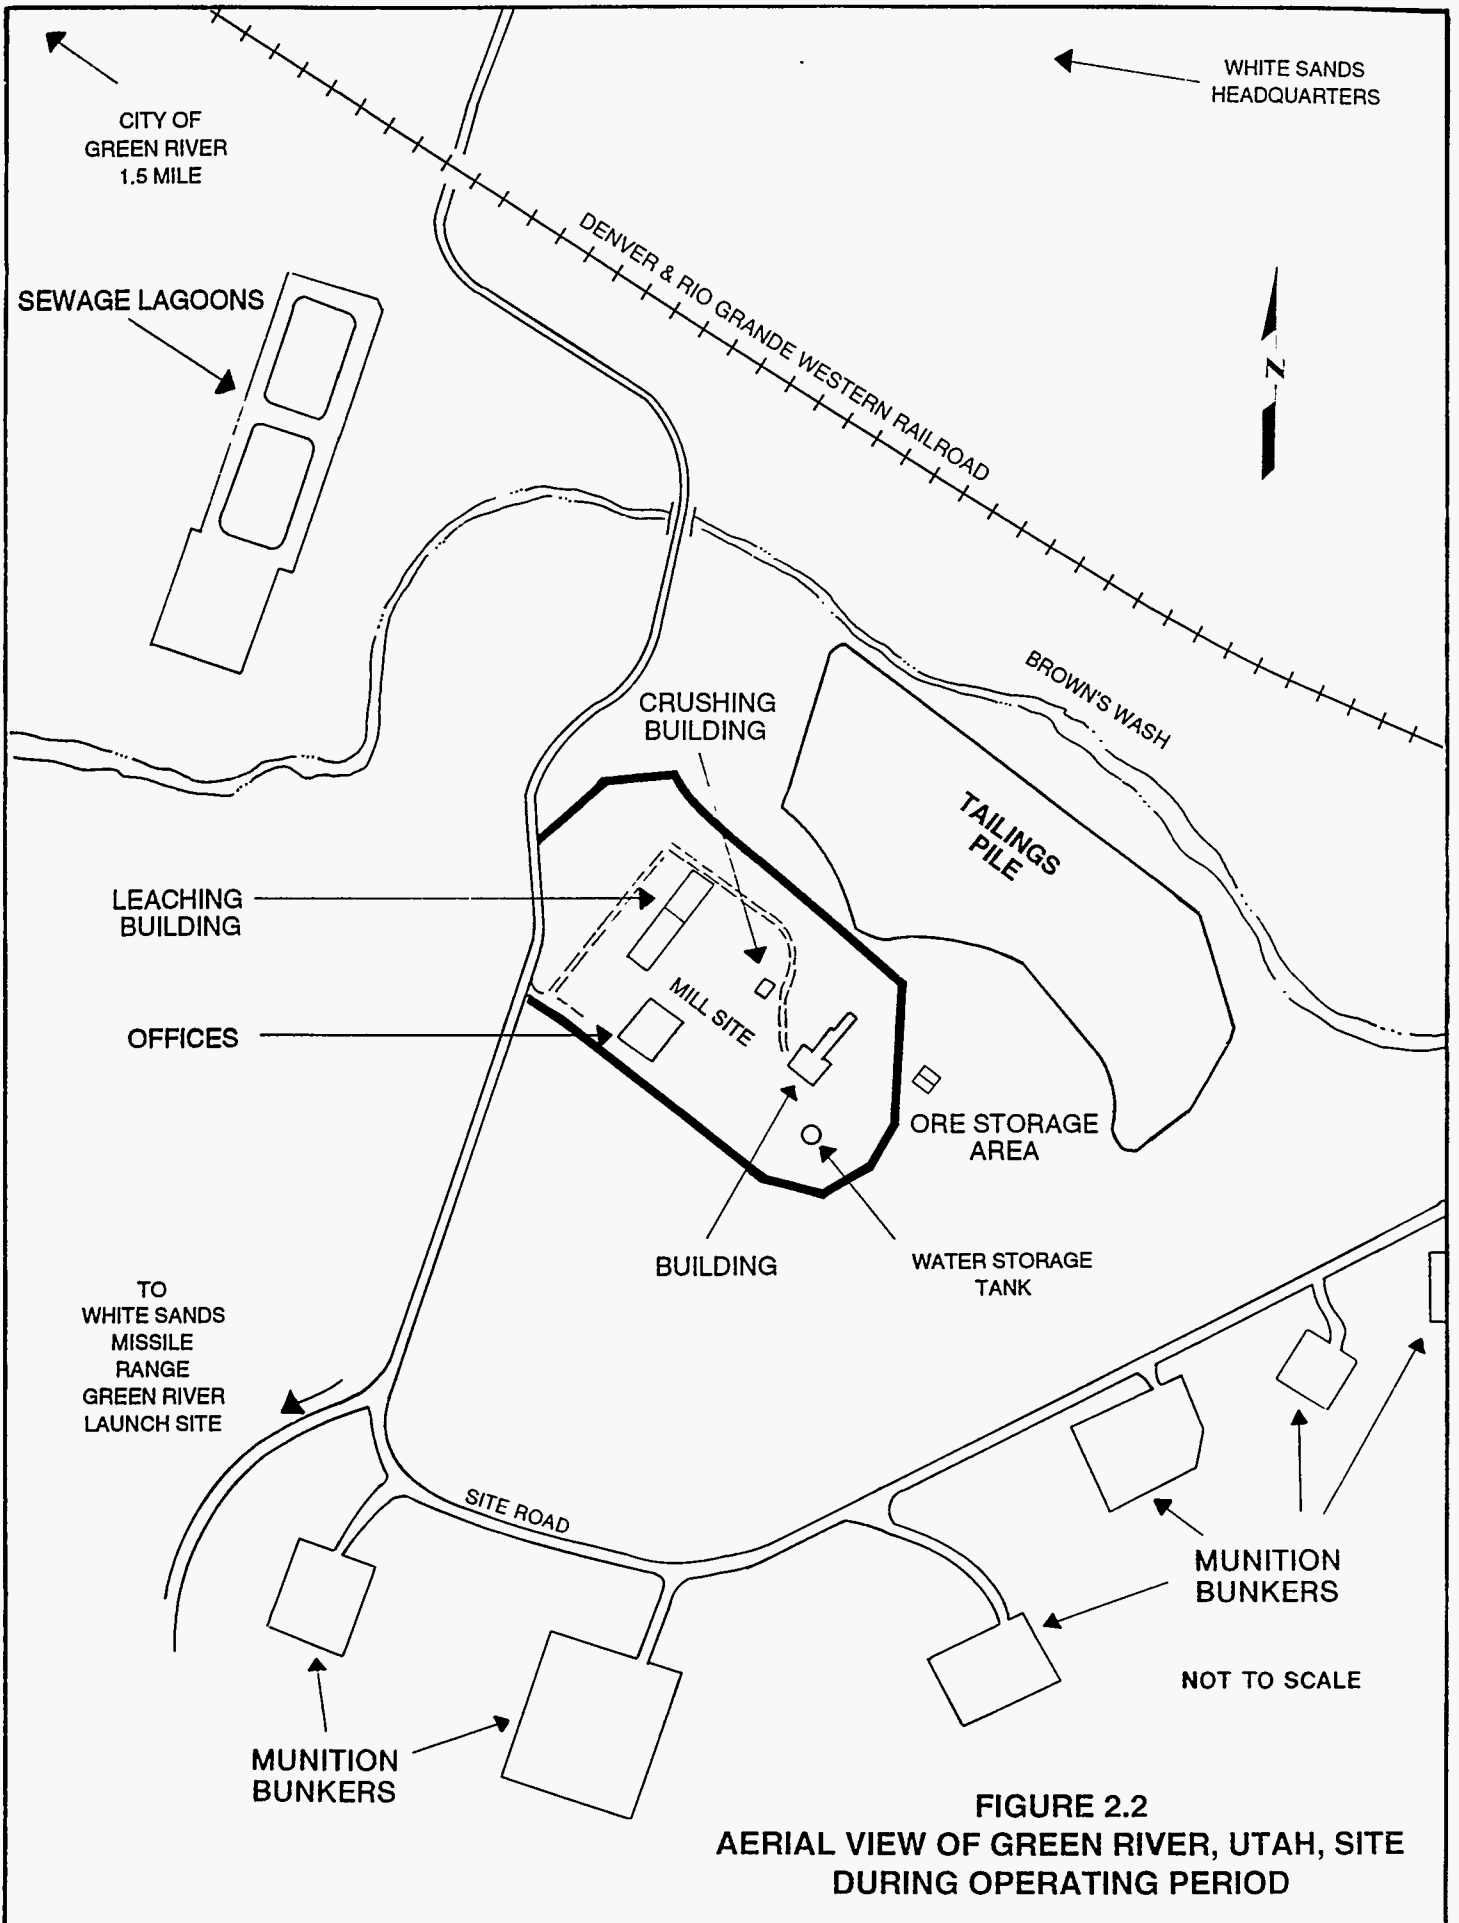 WHITE SANDS
HEADQUARTERS
CITY OF
GREEN RIVER
1.5 MILE
DENVER & RIO GRANDE WESTERN RAILROAD
SEWAGE LAGOONS
N
BROWN'S WASH
CRUSHING
BUILDING
TAILINGS
PILE
LEACHING
BUILDING
MILL SITE
OFFICES
ORE STORAGE
AREA
BUILDING
WATER STORAGE
TANK
TO
WHITE SANDS
MISSILE
RANGE
GREEN RIVER
LAUNCH SITE
SITE ROAD
MUNITION
BUNKERS
NOT TO SCALE
MUNITION
BUNKERS
FIGURE 2.2
AERIAL VIEW OF GREEN RIVER, UTAH, SITE
DURING OPERATING PERIOD